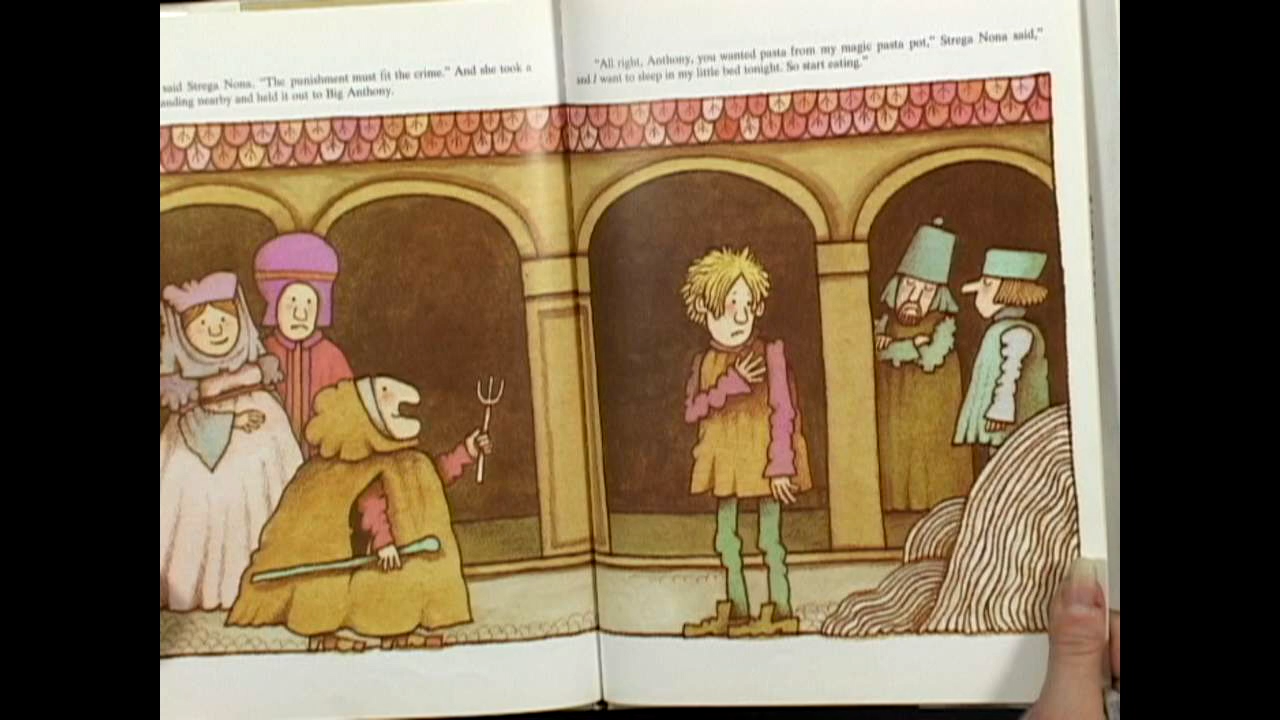 said Strega Nona. "The punishment must fit the crime." And she took a
anding nearby and held it out to Big Anthony.
"All right, Anthony, you wanted pasta from my magic pasta pot," Strega Nona said,"
and I want to sleep in my little bed tonight. So start eating."